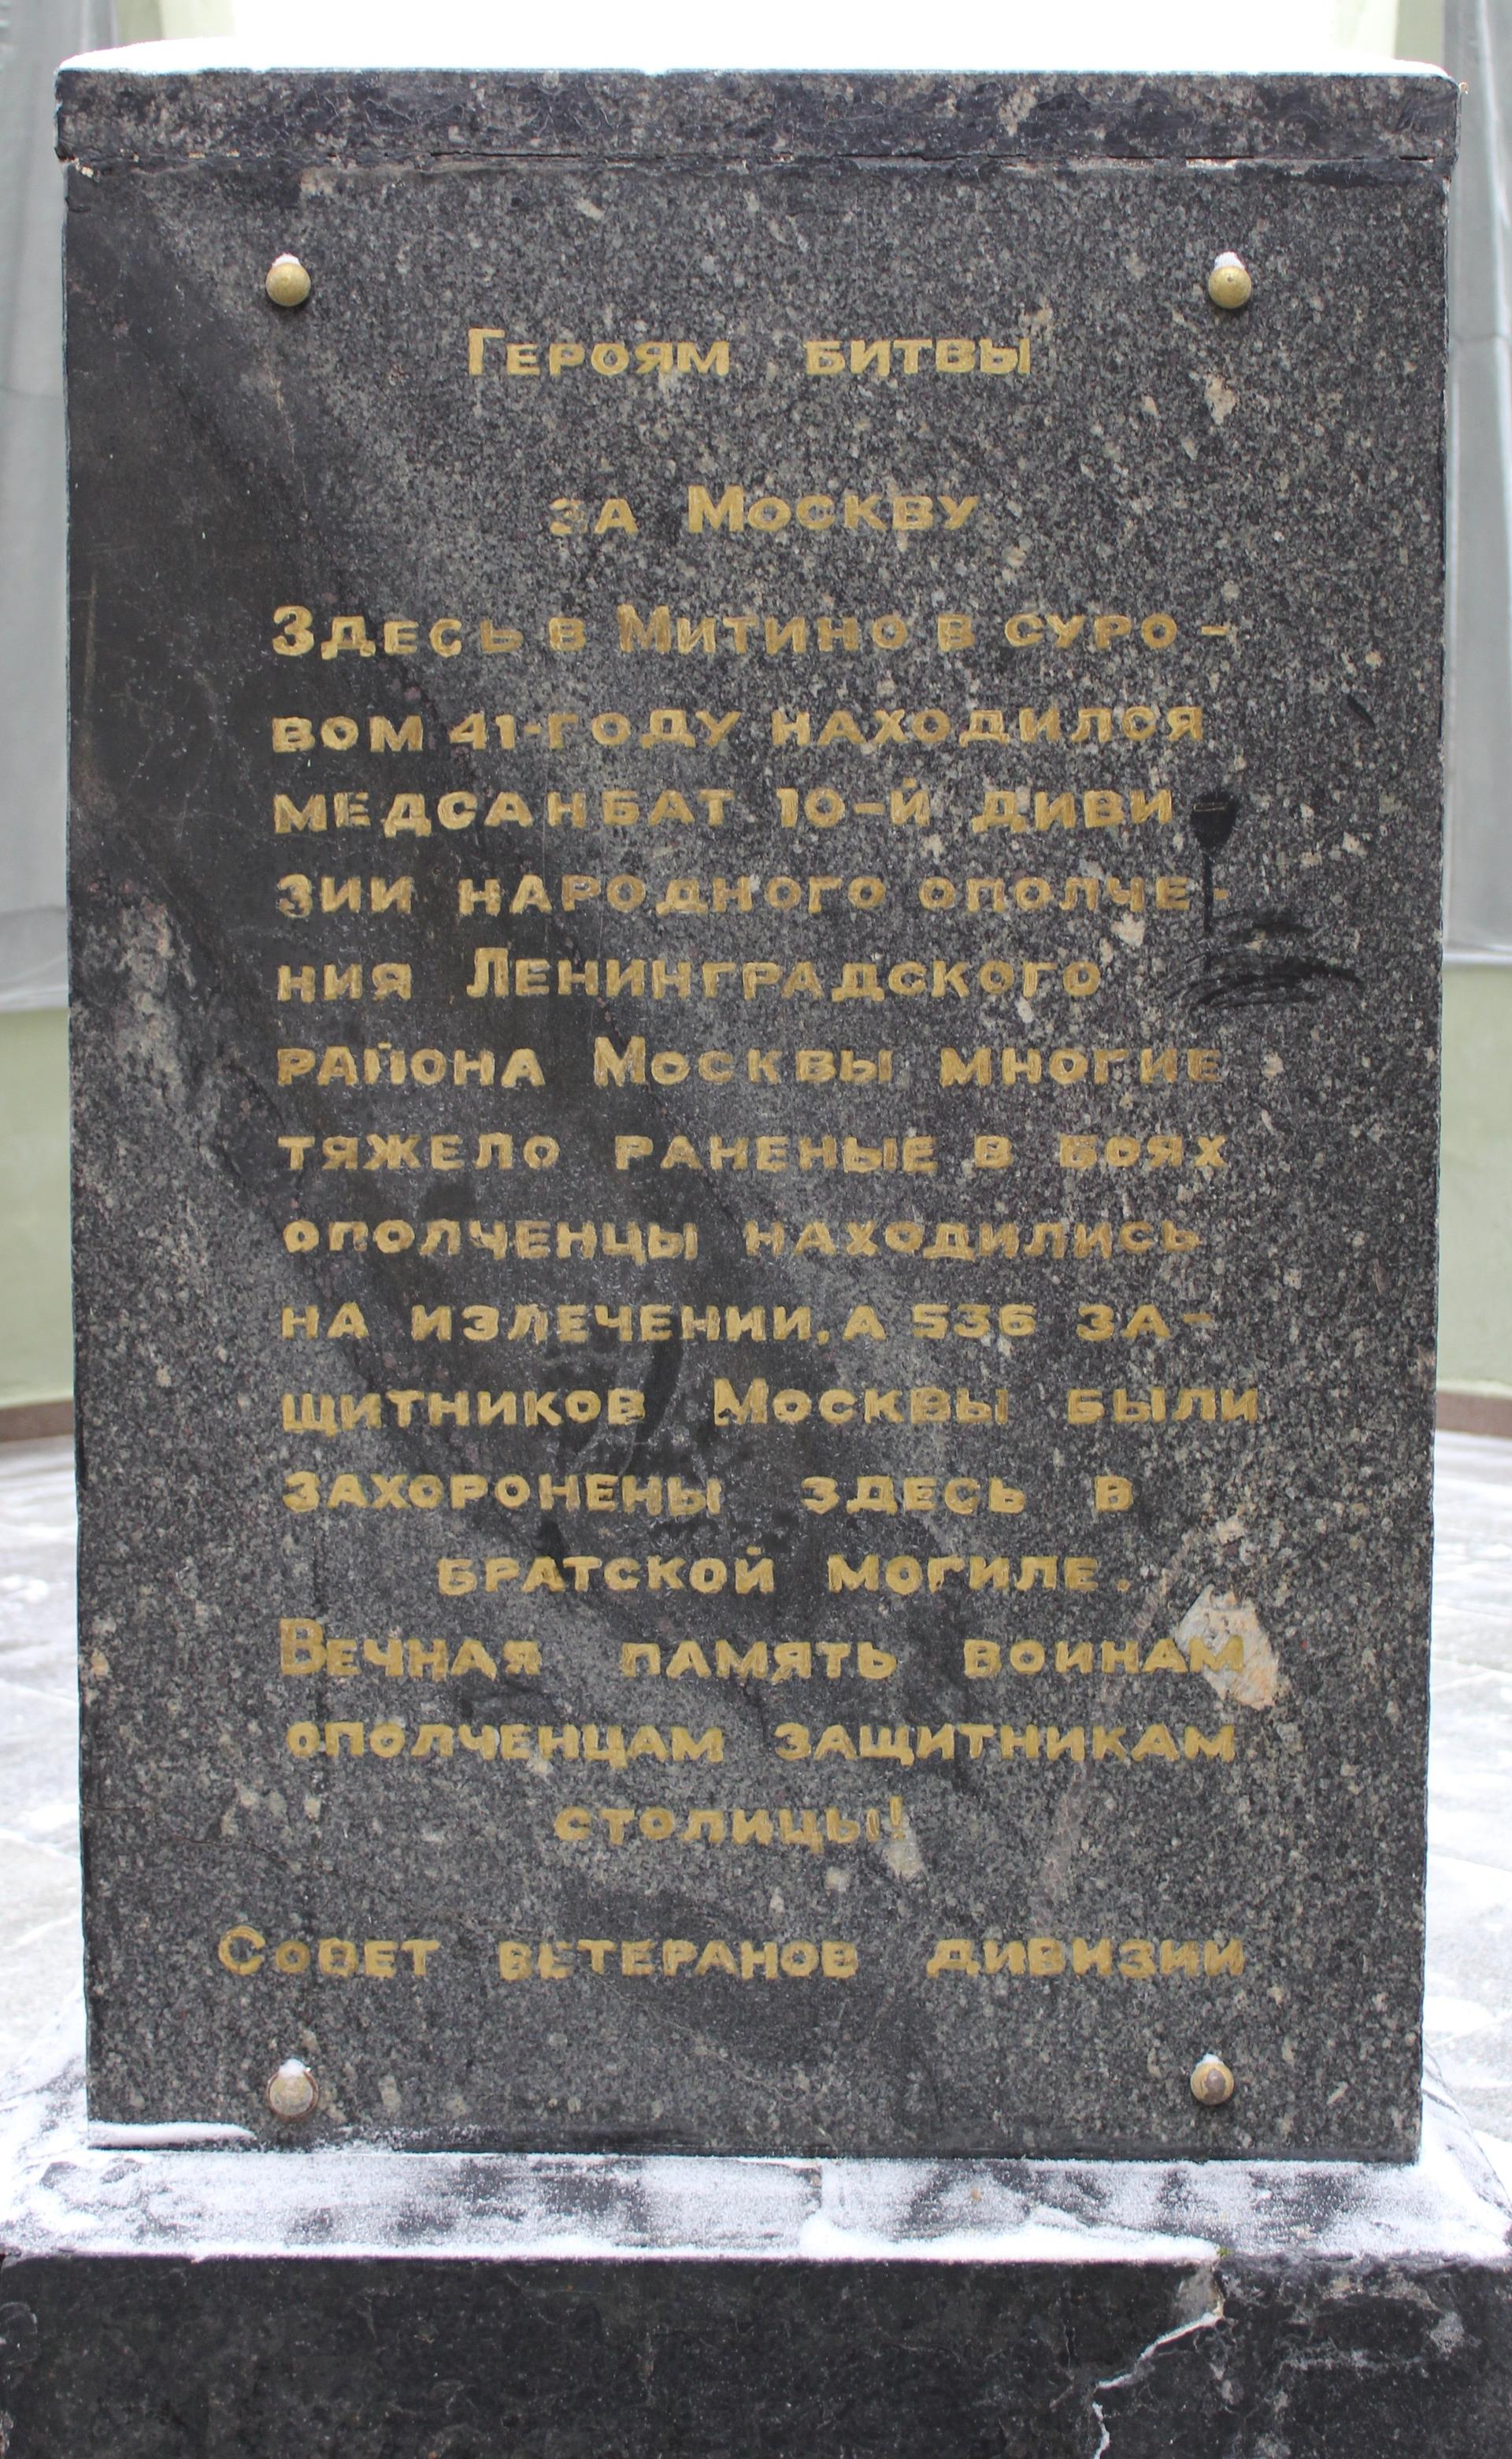 Героям битвы
за Москву
Здесь в Митино в суро-
вом 41-году находился
медсанбат 10-й диви
зии народного ополче-
ния Ленинградского
района Москвы многие
тяжело раненые в боях
ополченцы находились
на излечении, а 536 за-
щитников Москвы были
захоронены здесь в
братской могиле.
Вечная память воинам
ополченцам защитникам
столицы!
Совет ветеранов дивизии